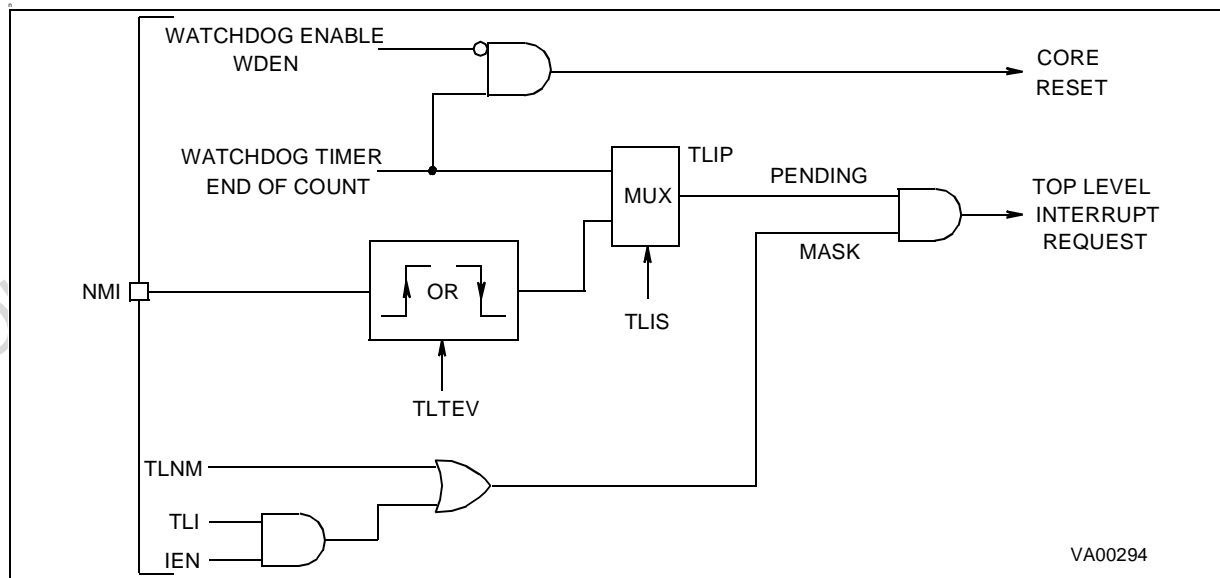 WATCHDOG ENABLE
WDEN
CORE
RESET
WATCHDOG TIMER
END OF COUNT
TLIP
MUX
PENDING
TOP LEVEL
INTERRUPT
REQUEST
MASK
NMI
OR
TLIS
TLTEV
TLNM
TLI
IEN
VA00294